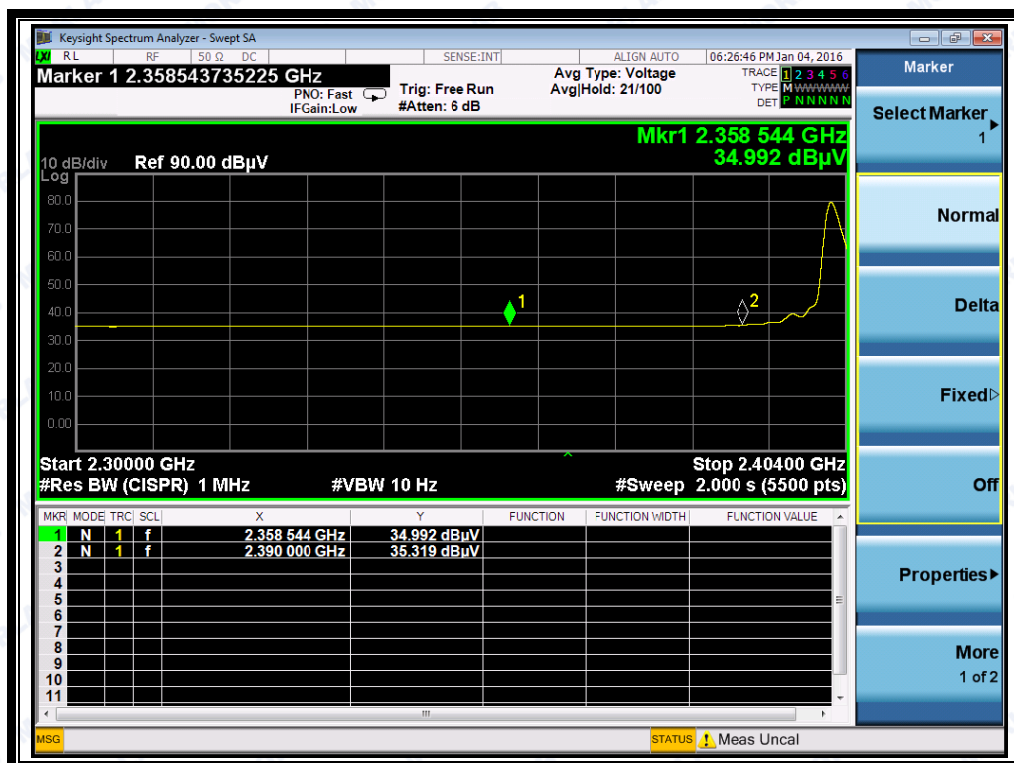 Keysight Spectrum Analyzer - Swept SA
LXI RL RF 50 Ω DC SENSE:INT ALIGN AUTO 06:26:46 PM Jan 04, 2016
Marker 1 2.358543735225 GHz Avg Type: Voltage TRACE 1 2 3 4 5 6
PNO: Fast Trig: Free Run Avg|Hold: 21/100 TYPE M WWWWW
IFGain:Low #Atten: 6 dB DET P N N N N N
Mkr1 2.358 544 GHz
10 dB/div Ref 90.00 dBµV 34.992 dBµV
Log
80.0
70.0
60.0
50.0
1 2
40.0
30.0
20.0
10.0
0.00
Start 2.30000 GHz Stop 2.40400 GHz
#Res BW (CISPR) 1 MHz #VBW 10 Hz #Sweep 2.000 s (5500 pts)
MKR MODE TRC SCL X Y FUNCTION FUNCTION WIDTH FUNCTION VALUE
1 N 1 f 2.358 544 GHz 34.992 dBµV
2 N 1 f 2.390 000 GHz 35.319 dBµV
3
4
5
6
7
8
9
10
11
MSG STATUS Meas Uncal
Marker
Select Marker
1
Normal
Delta
Fixed
Off
Properties
More
1 of 2